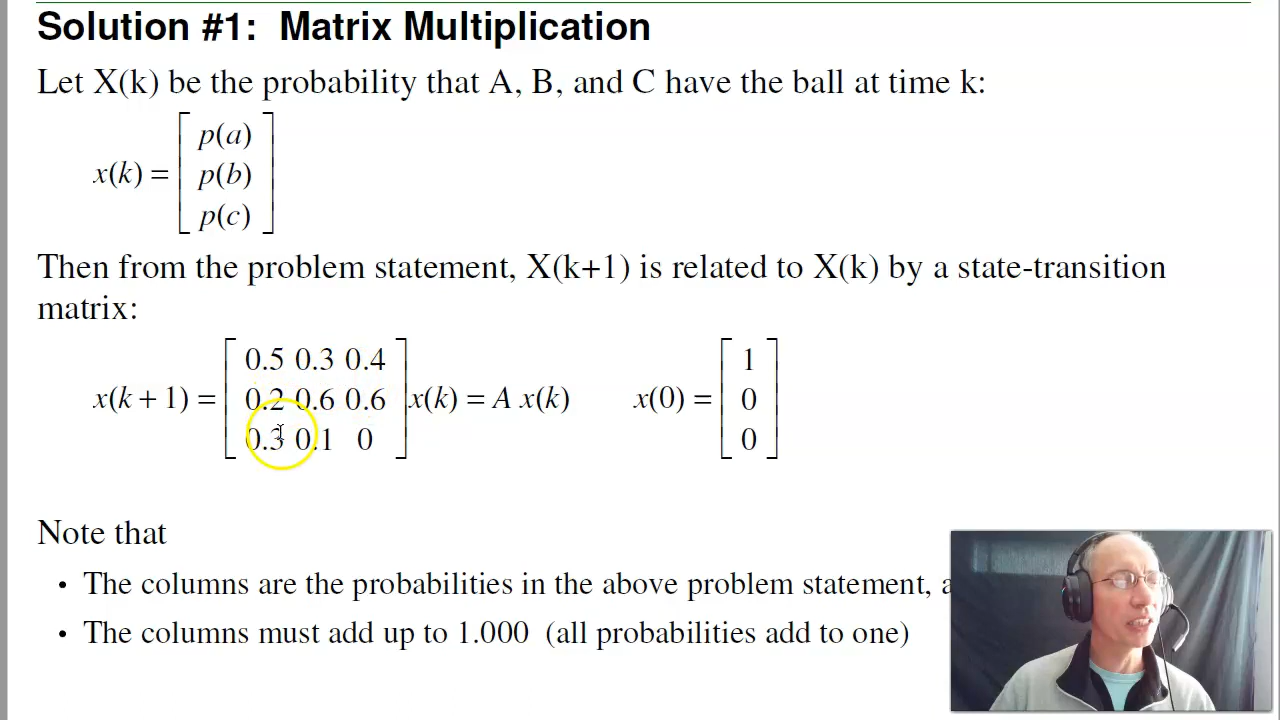 Solution #1: Matrix Multiplication
Let X(k) be the probability that A, B, and C have the ball at time k:
x(k) = [ p(a)
p(b)
p(c) ]
Then from the problem statement, X(k+1) is related to X(k) by a state-transition
matrix:
x(k + 1) = [ 0.5 0.3 0.4
0.2 0.6 0.6
0.3 0.1 0 ] x(k) = A x(k) x(0) = [ 1
0
0 ]
Note that
• The columns are the probabilities in the above problem statement,
• The columns must add up to 1.000 (all probabilities add to one)